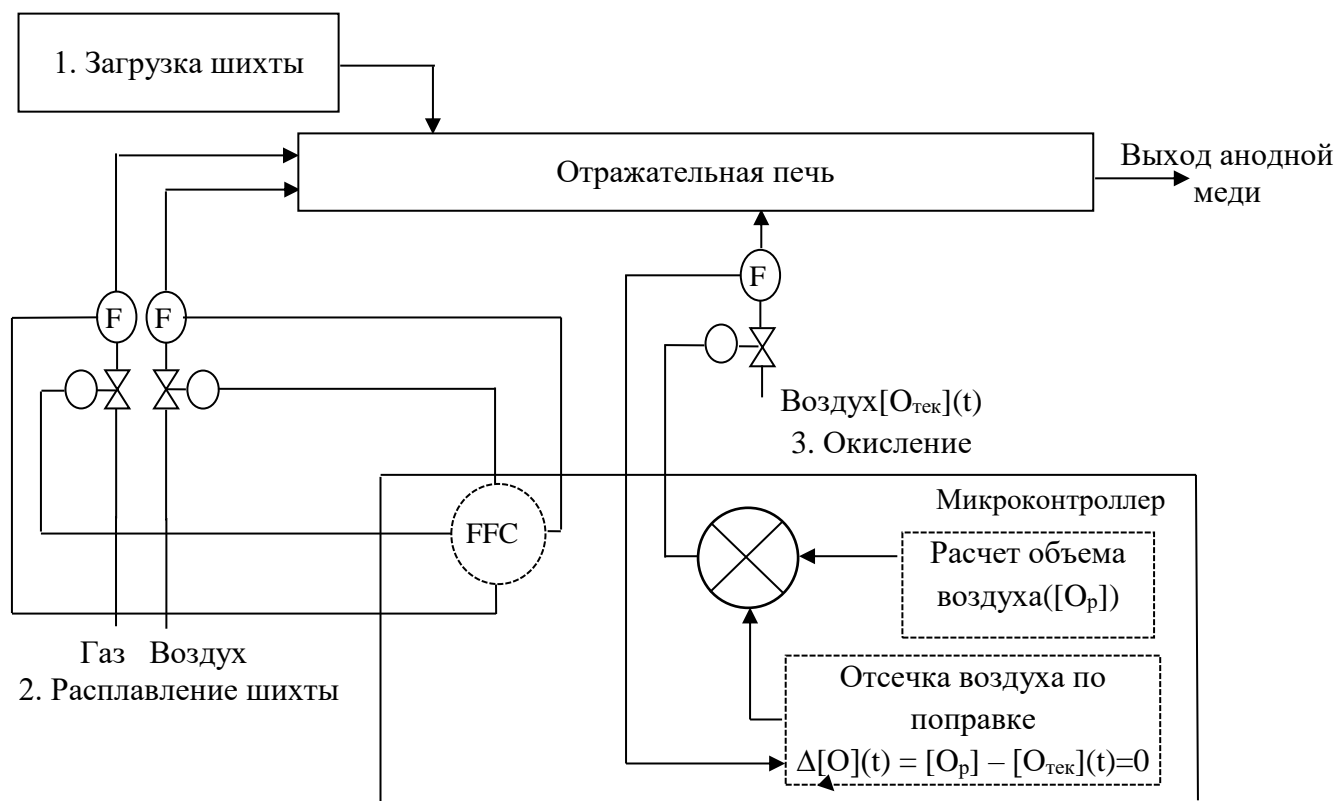 1. Загрузка шихты
Отражательная печь
Выход анодной
меди
F
F
F
Воздух[Oтек](t)
3. Окисление
Микроконтроллер
FFC
Расчет объема
воздуха([Oр])
Газ Воздух
2. Расплавление шихты
Отсечка воздуха по
поправке
Δ[O](t) = [Oр] – [Oтек](t)=0